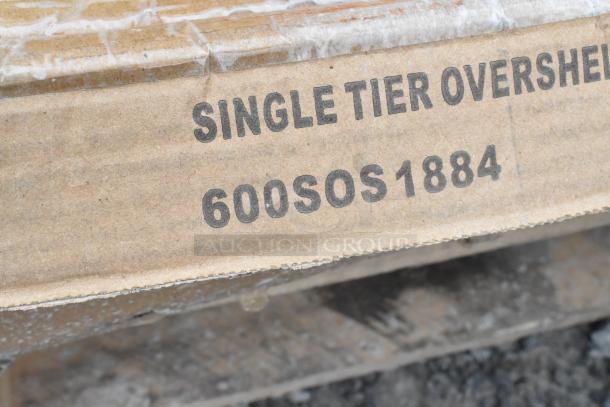 SINGLE TIER OVERSHEL
600SOS1884
AUCTION GROUP